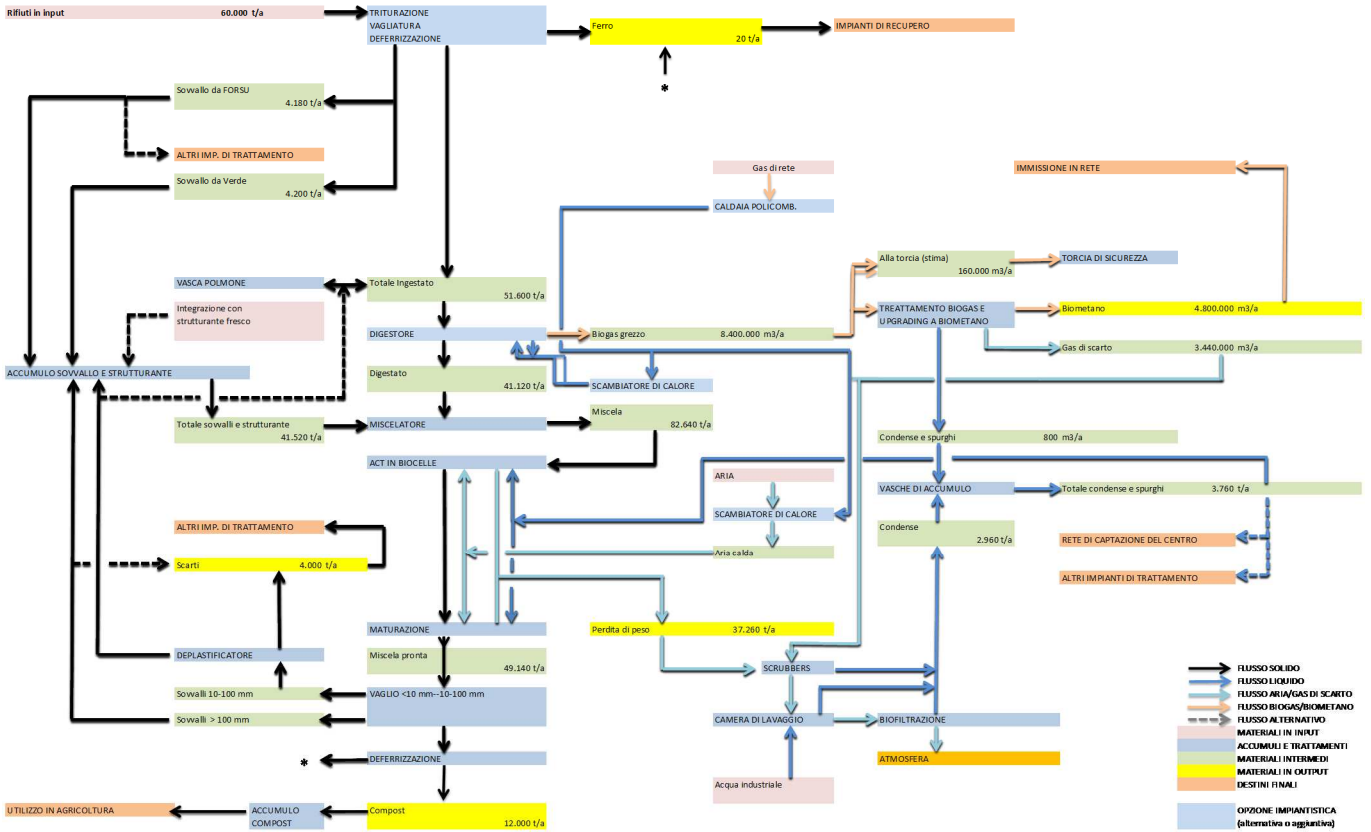 Rifiuti in input 60.000 t/a
TRITURAZIONE
VAGLIATURA
DEFERRIZZAZIONE
Ferro
20 t/a
IMPIANTI DI RECUPERO
*
Sovvallo da FORSU
4.180 t/a
ALTRI IMP. DI TRATTAMENTO
Sovvallo da Verde
4.200 t/a
Gas di rete
IMMISSIONE IN RETE
CALDAIA POLICOMB.
VASCA POLMONE
Totale Ingestato
51.600 t/a
Alla torcia (stima)
160.000 m3/a
TORCIA DI SICUREZZA
Integrazione con
strutturante fresco
TREATTAMENTO BIOGAS E
UPGRADING A BIOMETANO
Biometano 4.800.000 m3/a
DIGESTORE
Biogas grezzo 8.400.000 m3/a
Gas di scarto 3.440.000 m3/a
ACCUMULO SOVVALLO E STRUTTURANTE
Digestato
41.120 t/a
SCAMBIATORE DI CALORE
Totale sovvalli e strutturante
41.520 t/a
MISCELATORE
Miscela
82.640 t/a
Condense e spurghi 800 m3/a
ACT IN BIOCELLE
ARIA
VASCHE DI ACCUMULO
Totale condense e spurghi 3.760 t/a
SCAMBIATORE DI CALORE
ALTRI IMP. DI TRATTAMENTO
Condense
2.960 t/a
RETE DI CAPTAZIONE DEL CENTRO
Aria calda
Scarti 4.000 t/a
ALTRI IMPIANTI DI TRATTAMENTO
MATURAZIONE
Perdita di peso 37.260 t/a
DEPLASTIFICATORE
Miscela pronta
49.140 t/a
SCRUBBERS
Sovvalli 10-100 mm
VAGLIO <10 mm--10-100 mm
Sovvalli > 100 mm
CAMERA DI LAVAGGIO
BIOFILTRAZIONE
*
DEFERRIZZAZIONE
ATMOSFERA
Acqua industriale
UTILIZZO IN AGRICOLTURA
ACCUMULO
COMPOST
Compost
12.000 t/a
FLUSSO SOLIDO
FLUSSO LIQUIDO
FLUSSO ARIA/GAS DI SCARTO
FLUSSO BIOGAS/BIOMETANO
FLUSSO ALTERNATIVO
MATERIALI IN INPUT
ACCUMULI E TRATTAMENTI
MATERIALI INTERMEDI
MATERIALI IN OUTPUT
DESTINI FINALI
OPZIONE IMPIANTISTICA
(alternativa o aggiuntiva)